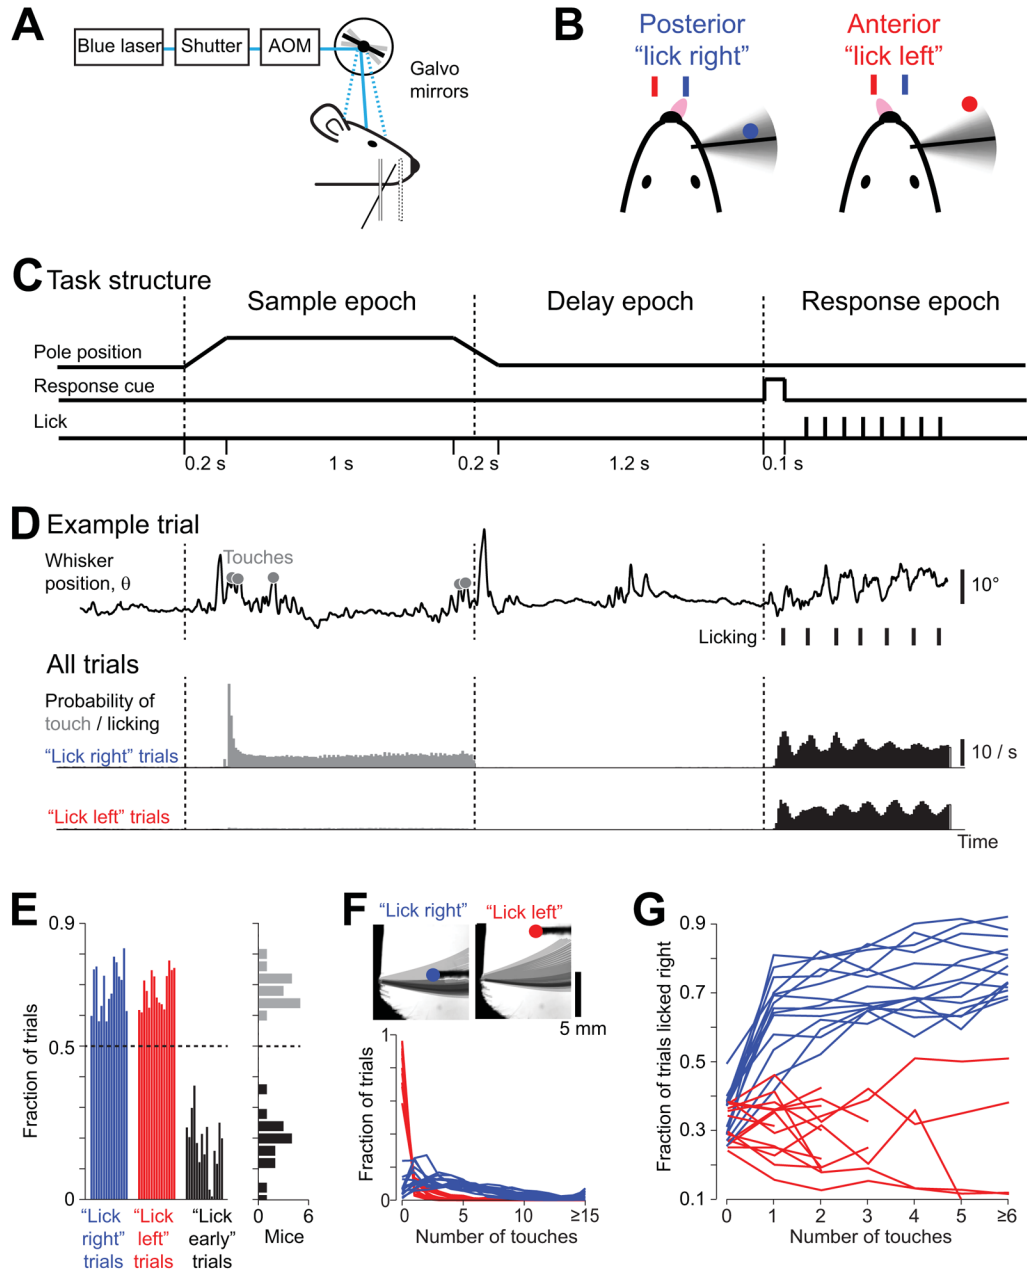 A
Blue laser
Shutter
AOM
Galvo
mirrors
B
Posterior
“lick right”
Anterior
“lick left”
C Task structure
Sample epoch
Delay epoch
Response epoch
Pole position
Response cue
Lick
0.2 s
1 s
0.2 s
1.2 s
0.1 s
D Example trial
Whisker
position, θ
Touches
10°
Licking
All trials
Probability of
touch / licking
“Lick right” trials
10 / s
“Lick left” trials
Time
E
0.9
0.5
0
Fraction of trials
“Lick
right”
trials
“Lick
left”
trials
“Lick
early”
trials
0
6
Mice
F
“Lick right”
“Lick left”
5 mm
1
0
Fraction of trials
0
5
10
≥15
Number of touches
G
0.9
0.7
0.5
0.3
0.1
Fraction of trials licked right
0
1
2
3
4
5
≥6
Number of touches